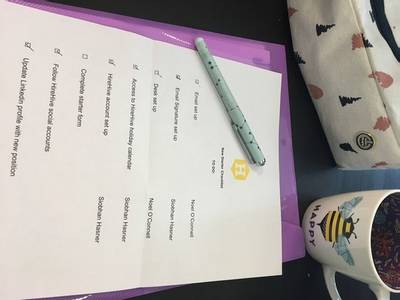 New Starter Checklist
TO-DO:
Email set up Noel O'Connell
Email Signature set up Siobhan Hasner
Desk set up Noel O'Connell
Access to HireHive holiday calendar Siobhan Hasner
HireHive account set up Siobhan Hasner
Complete starter form
Follow HireHive social accounts
Update Linkedin profile with new position
HAPPY